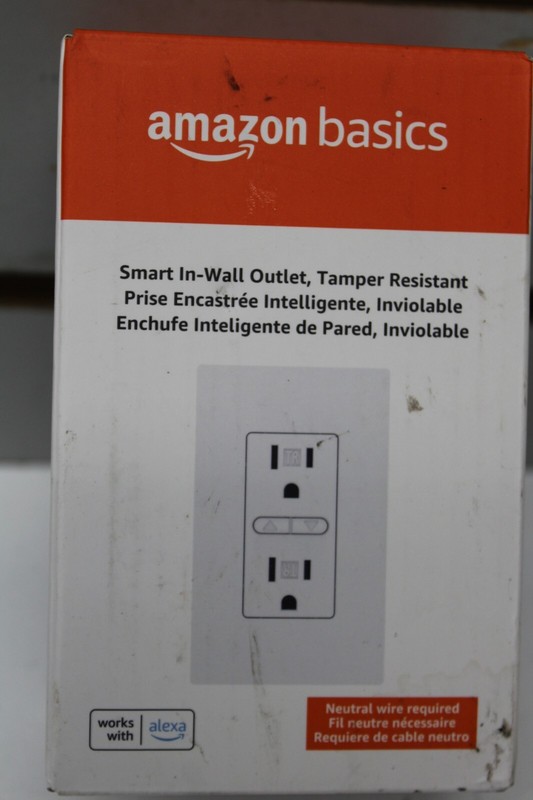 amazon basics
Smart In-Wall Outlet, Tamper Resistant
Prise Encastrée Intelligente, Inviolable
Enchufe Inteligente de Pared, Inviolable
TR
works with alexa
Neutral wire required
Fil neutre nécessaire
Requiere de cable neutro